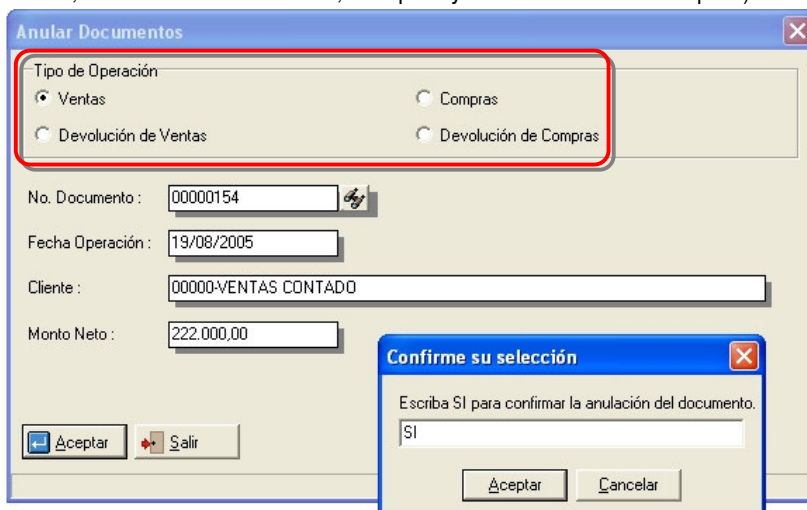 Anular Documentos
Tipo de Operación
Ventas
Compras
Devolución de Ventas
Devolución de Compras
No. Documento : 00000154
Fecha Operación : 19/08/2005
Cliente : 00000-VENTAS CONTADO
Monto Neto : 222.000,00
Confirme su selección
Escriba SI para confirmar la anulación del documento.
SI
Aceptar Salir
Aceptar Cancelar